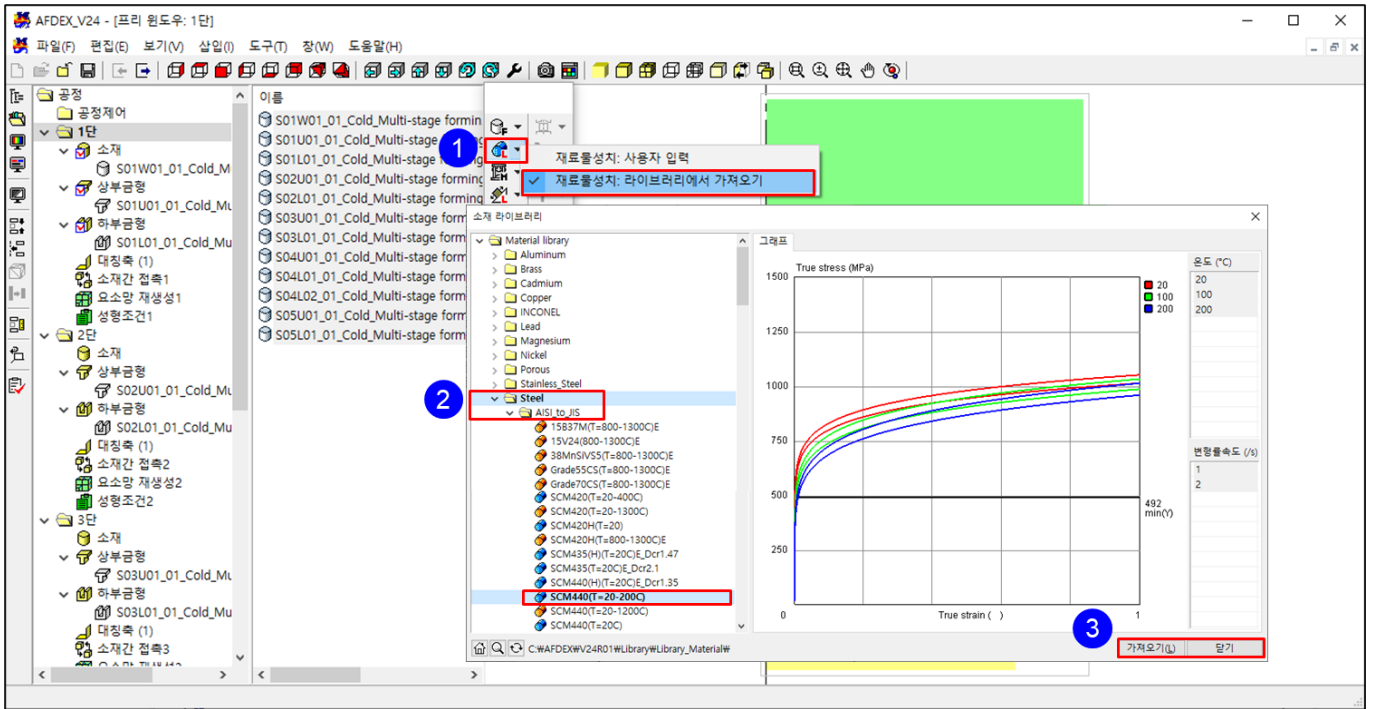 AFDEX_V24 - [프리 윈도우: 1단]
파일(F) 편집(E) 보기(V) 삽입(I) 도구(T) 창(W) 도움말(H)
공정
공정제어
1단
소재
S01W01_01_Cold_M
상부금형
S01U01_01_Cold_Mu
하부금형
S01L01_01_Cold_Mu
대칭축 (1)
소재간 접촉1
요소망 재생성1
성형조건1
2단
소재
상부금형
S02U01_01_Cold_Mu
하부금형
S02L01_01_Cold_Mu
대칭축 (1)
소재간 접촉2
요소망 재생성2
성형조건2
3단
소재
상부금형
S03U01_01_Cold_Mu
하부금형
S03L01_01_Cold_Mu
대칭축 (1)
소재간 접촉3
이름
S01W01_01_Cold_Multi-stage formin
S01U01_01_Cold_Multi-stage
S01L01_01_Cold_Multi-stage
S02U01_01_Cold_Multi-stage forming
S02L01_01_Cold_Multi-stage forming
S03U01_01_Cold_Multi-stage form
S03L01_01_Cold_Multi-stage form
S04U01_01_Cold_Multi-stage form
S04L01_01_Cold_Multi-stage form
S04L02_01_Cold_Multi-stage form
S05U01_01_Cold_Multi-stage form
S05L01_01_Cold_Multi-stage form
1
재료물성치: 사용자 입력
재료물성치: 라이브러리에서 가져오기
소재 라이브러리
Material library
Aluminum
Brass
Cadmium
Copper
INCONEL
Lead
Magnesium
Nickel
Porous
Stainless_Steel
2
Steel
AISI_to_JIS
15B37M(T=800-1300C)E
15V24(800-1300C)E
38MnSiVS5(T=800-1300C)E
Grade55CS(T=800-1300C)E
Grade70CS(T=800-1300C)E
SCM420(T=20-400C)
SCM420(T=20-1300C)
SCM420H(T=20)
SCM420H(T=800-1300C)E
SCM435(H)(T=20C)E_Dcr1.47
SCM435(T=20C)E_Dcr2.1
SCM440(H)(T=20C)E_Dcr1.35
SCM440(T=20-200C)
SCM440(T=20-1200C)
SCM440(T=20C)
C:₩AFDEX₩V24R01₩Library₩Library_Material₩
그래프
True stress (MPa)
1500
1250
1000
750
500
250
0
True strain ( )
1
20
100
200
492
min(Y)
온도 (°C)
20
100
200
변형률속도 (/s)
1
2
3
가져오기(L)
닫기